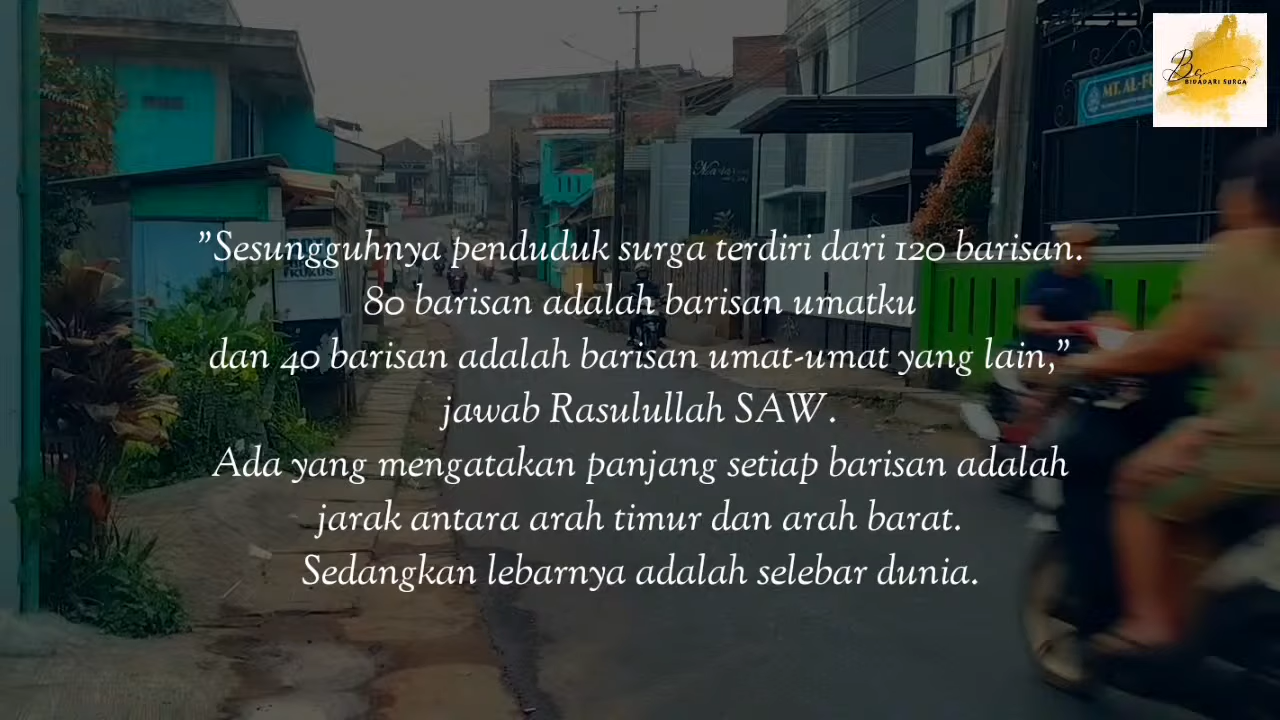 BIDADARI SURGA
MT. AL-F
"Sesungguhnya penduduk surga terdiri dari 120 barisan.
80 barisan adalah barisan umatku
dan 40 barisan adalah barisan umat-umat yang lain,"
jawab Rasulullah SAW.
Ada yang mengatakan panjang setiap barisan adalah
jarak antara arah timur dan arah barat.
Sedangkan lebarnya adalah selebar dunia.